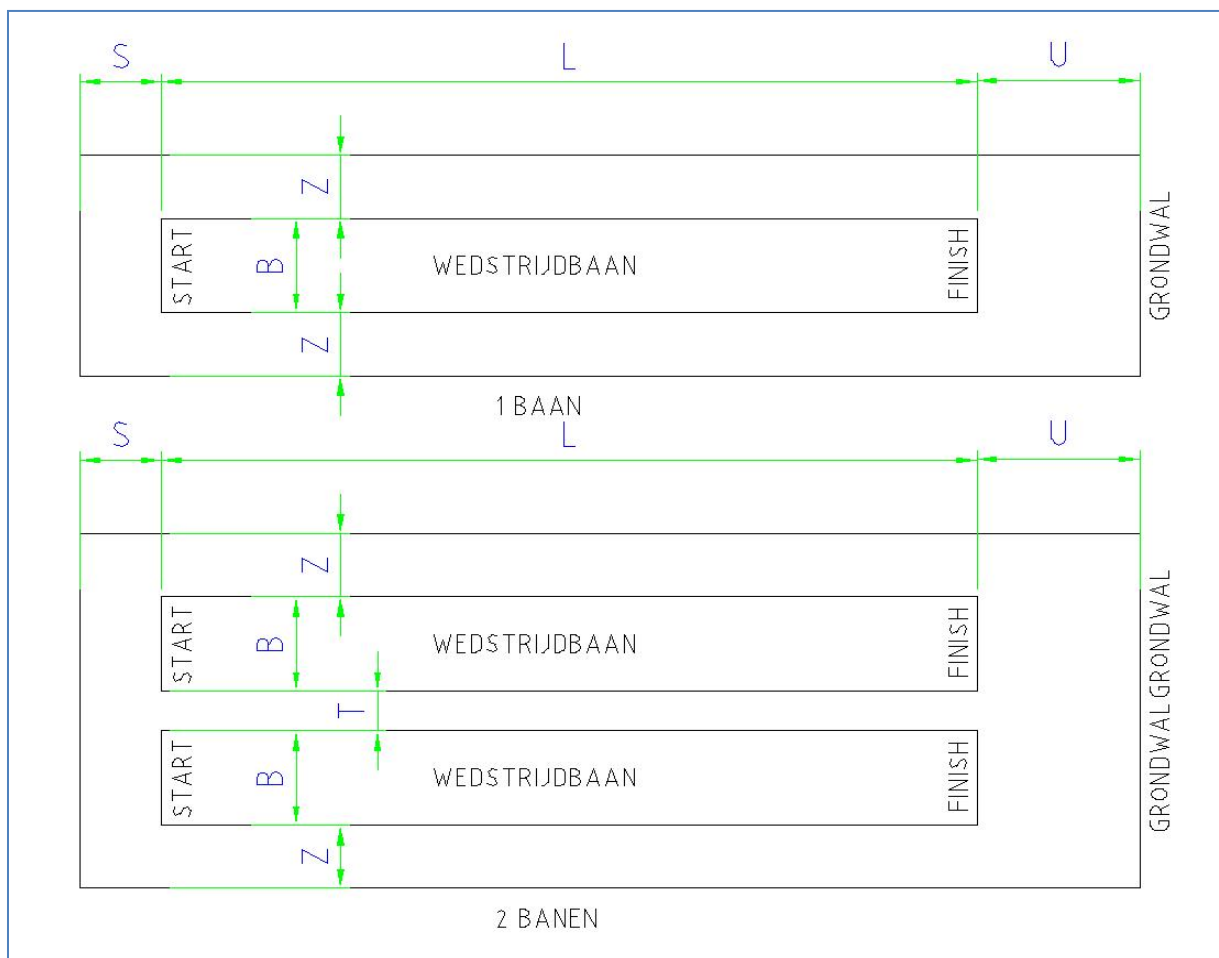 S L U
Z
START B WEDSTRIJDBAAN FINISH GRONDWAL
Z
1 BAAN
S L U
Z
START B WEDSTRIJDBAAN FINISH GRONDWAL
T
START B WEDSTRIJDBAAN FINISH GRONDWAL
Z
2 BANEN